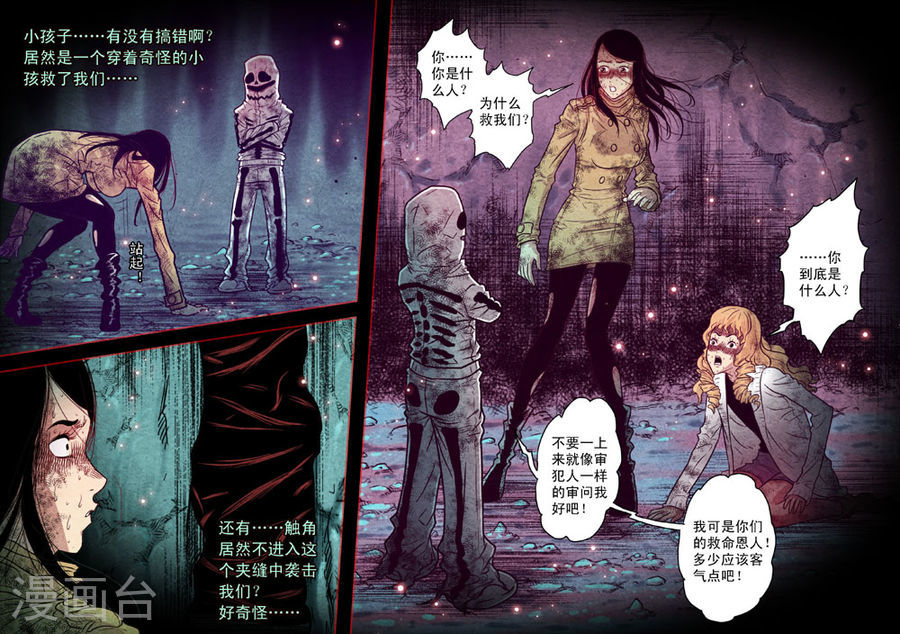 小孩子……有没有搞错啊？
居然是一个穿着奇怪的小
孩救了我们……
站起！
还有……触角
居然不进入这
个夹缝中袭击
我们？
好奇怪……
你……
你是什
么人？
为什么
救我们？
……你
到底是
什么人？
不要一上
来就像审
犯人一样
的审问我
好吧！
我可是你们
的救命恩人！
多少应该客
气点吧！
漫画台